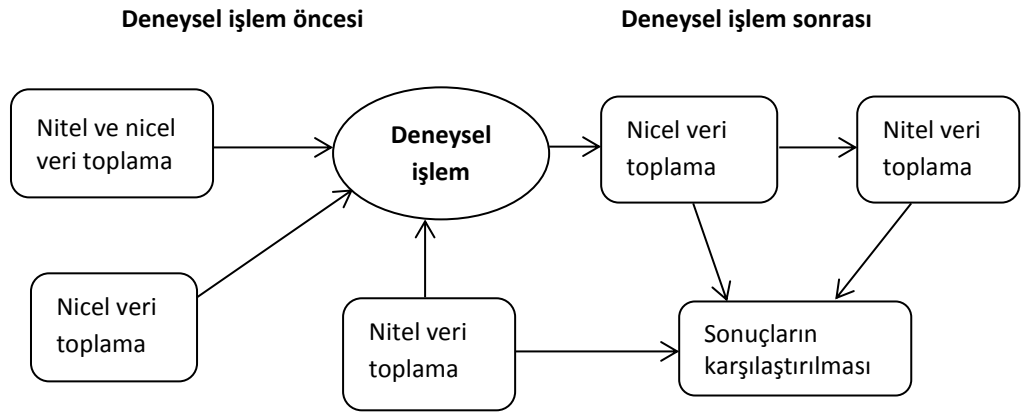 Deneysel işlem öncesi
Deneysel işlem sonrası
Nitel ve nicel
veri toplama
Deneysel
işlem
Nicel veri
toplama
Nitel veri
toplama
Nicel veri
toplama
Nitel veri
toplama
Sonuçların
karşılaştırılması